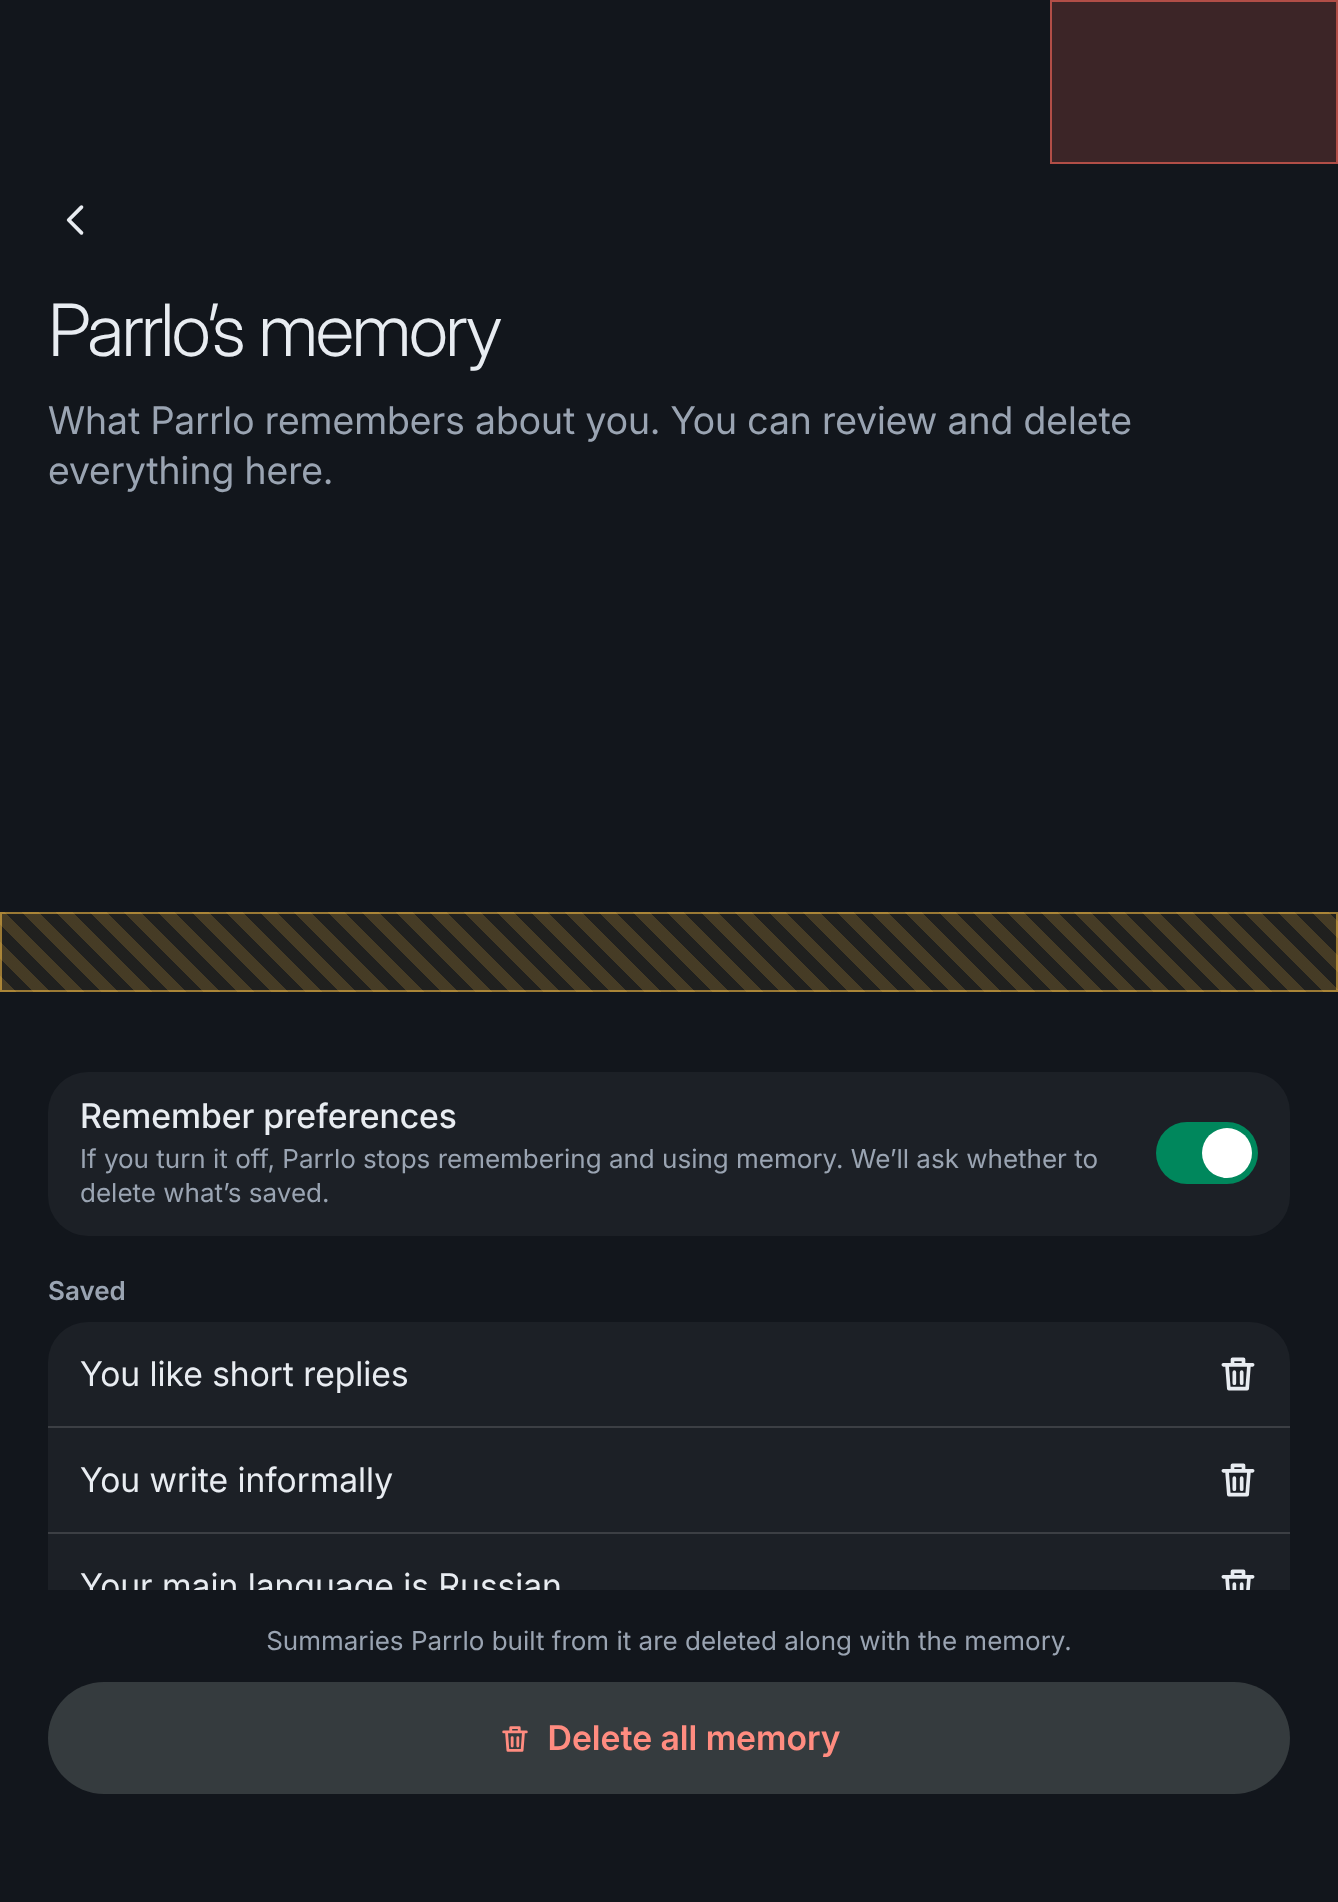 Parrlo’s memory
What Parrlo remembers about you. You can review and delete
everything here.
Remember preferences
If you turn it off, Parrlo stops remembering and using memory. We’ll ask whether to
delete what’s saved.
Saved
You like short replies
You write informally
Your main language is Russian
Summaries Parrlo built from it are deleted along with the memory.
Delete all memory